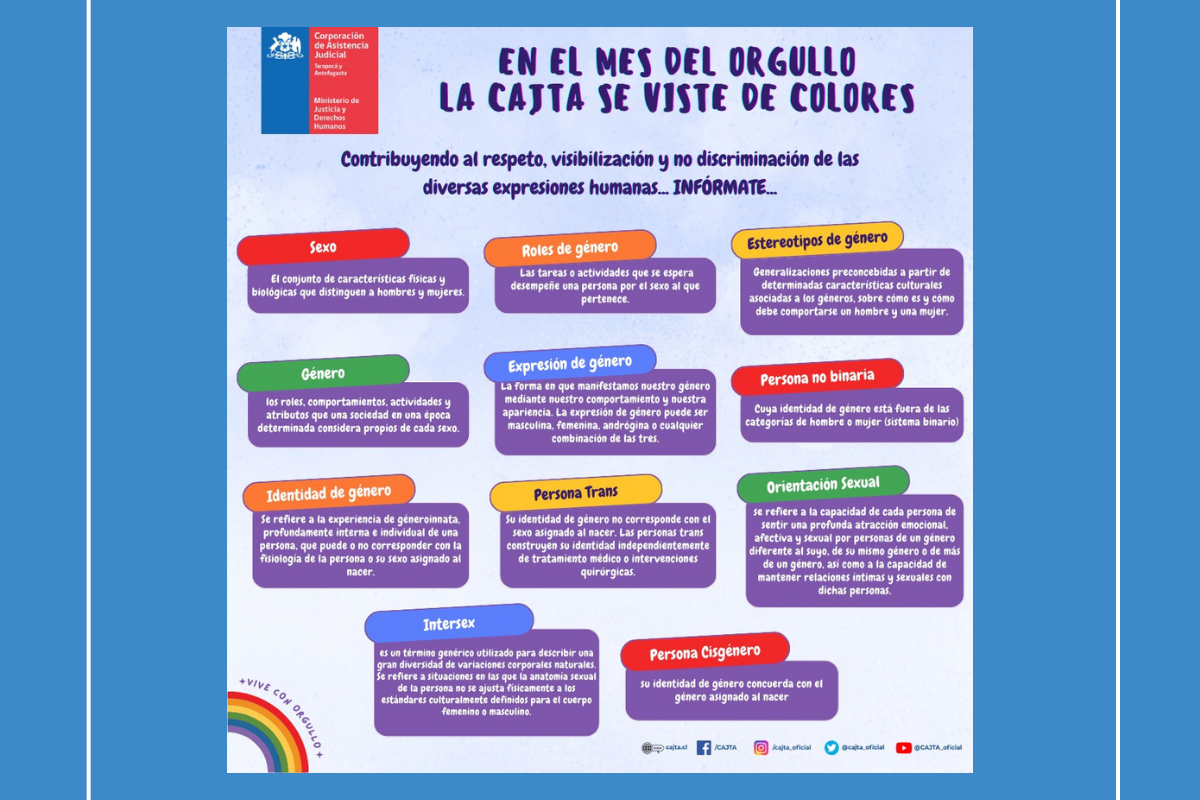 Corporación
de Asistencia
Judicial
Tarapacá y
Antofagasta
Ministerio de
Justicia y
Derechos
Humanos
EN EL MES DEL ORGULLO
LA CAJTA SE VISTE DE COLORES
Contribuyendo al respeto, visibilización y no discriminación de las
diversas expresiones humanas... INFÓRMATE...
Sexo
El conjunto de características físicas y
biológicas que distinguen a hombres y mujeres.
Roles de género
Las tareas o actividades que se espera
desempeñe una persona por el sexo al que
pertenece.
Estereotipos de género
Generalizaciones preconcebidas a partir de
determinadas características culturales
asociadas a los géneros, sobre cómo es y cómo
debe comportarse un hombre y una mujer.
Género
los roles, comportamientos, actividades y
atributos que una sociedad en una época
determinada considera propios de cada sexo.
Expresión de género
La forma en que manifestamos nuestro género
mediante nuestro comportamiento y nuestra
apariencia. La expresión de género puede ser
masculina, femenina, andrógina o cualquier
combinación de las tres.
Persona no binaria
Cuya identidad de género está fuera de las
categorías de hombre o mujer (sistema binario)
Identidad de género
Se refiere a la experiencia de géneroinnata,
profundamente interna e individual de una
persona, que puede o no corresponder con la
fisiología de la persona o su sexo asignado al
nacer.
Persona Trans
Su identidad de género no corresponde con el
sexo asignado al nacer. Las personas trans
construyen su identidad independientemente
de tratamiento médico o intervenciones
quirúrgicas.
Orientación Sexual
se refiere a la capacidad de cada persona de
sentir una profunda atracción emocional,
afectiva y sexual por personas de un género
diferente al suyo, de su mismo género o de más
de un género, así como a la capacidad de
mantener relaciones íntimas y sexuales con
dichas personas.
Intersex
es un término genérico utilizado para describir una
gran diversidad de variaciones corporales naturales.
Se refiere a situaciones en las que la anatomía sexual
de la persona no se ajusta físicamente a los
estándares culturalmente definidos para el cuerpo
femenino o masculino.
Persona Cisgénero
su identidad de género concuerda con el
género asignado al nacer
VIVE CON ORGULLO
cajta.cl
/CAJTA
/cajta_oficial
@cajta_oficial
@CAJTA_oficial